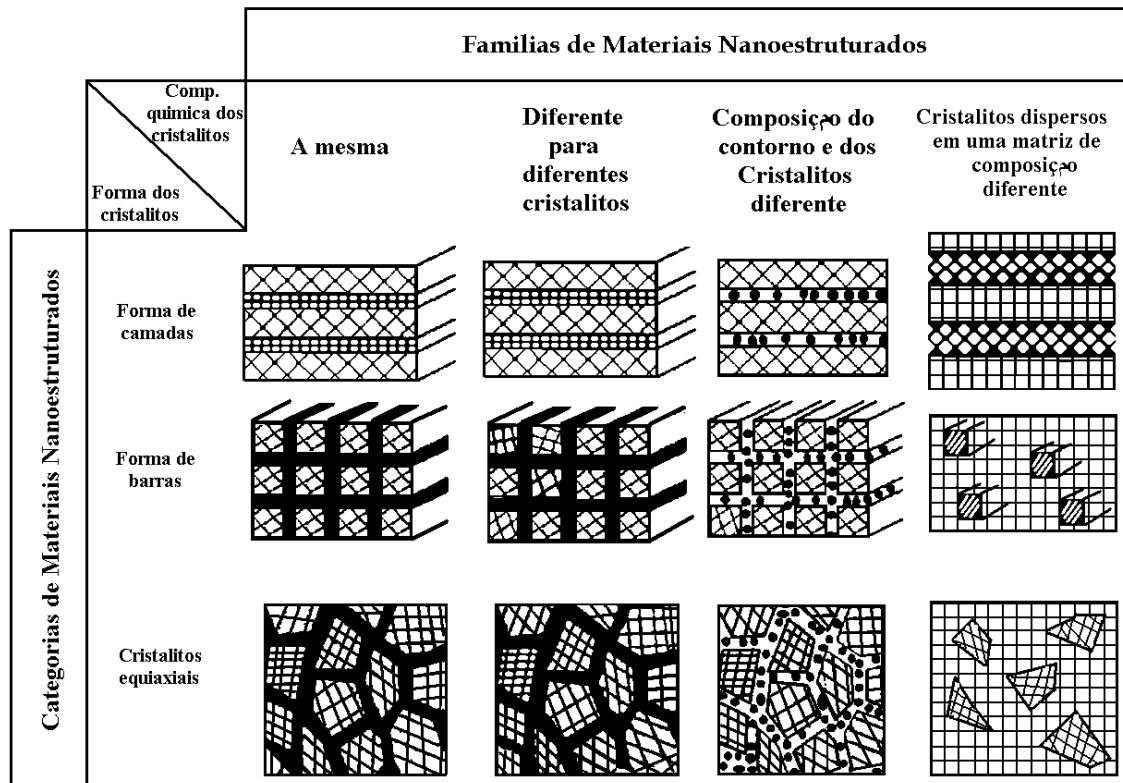 Familias de Materiais Nanoestruturados
Comp.
quimica dos
cristalitos
Forma dos
cristalitos
A mesma
Diferente
para
diferentes
cristalitos
Composiçمo do
contorno e dos
Cristalitos
diferente
Cristalitos dispersos
em uma matriz de
composiçمo
diferente
Categorias de Materiais Nanoestruturados
Forma de
camadas
Forma de
barras
Cristalitos
equiaxiais